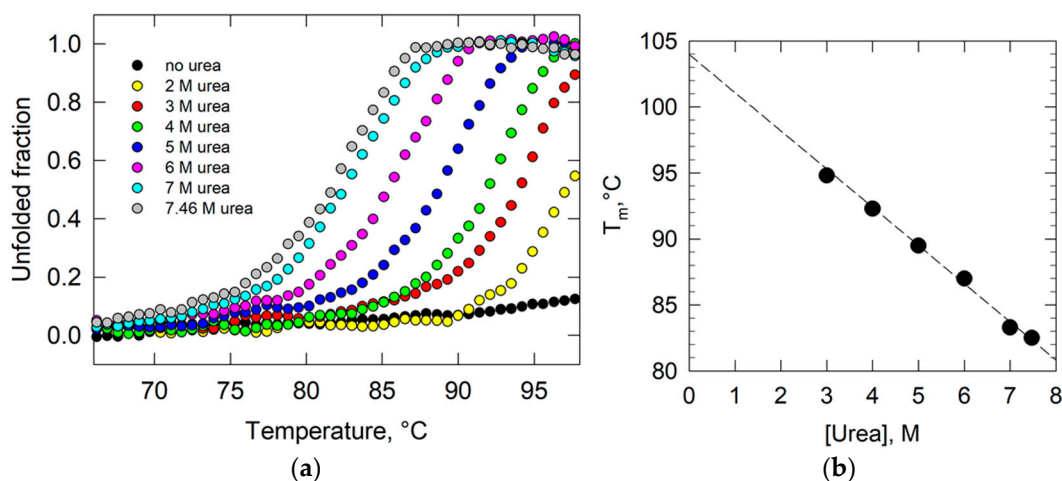 Unfolded fraction
1.0
0.8
0.6
0.4
0.2
0.0
no urea
2 M urea
3 M urea
4 M urea
5 M urea
6 M urea
7 M urea
7.46 M urea
70 75 80 85 90 95
Temperature, °C
(a)
Tm, °C
104
100
95
90
85
80
0 1 2 3 4 5 6 7 8
[Urea], M
(b)